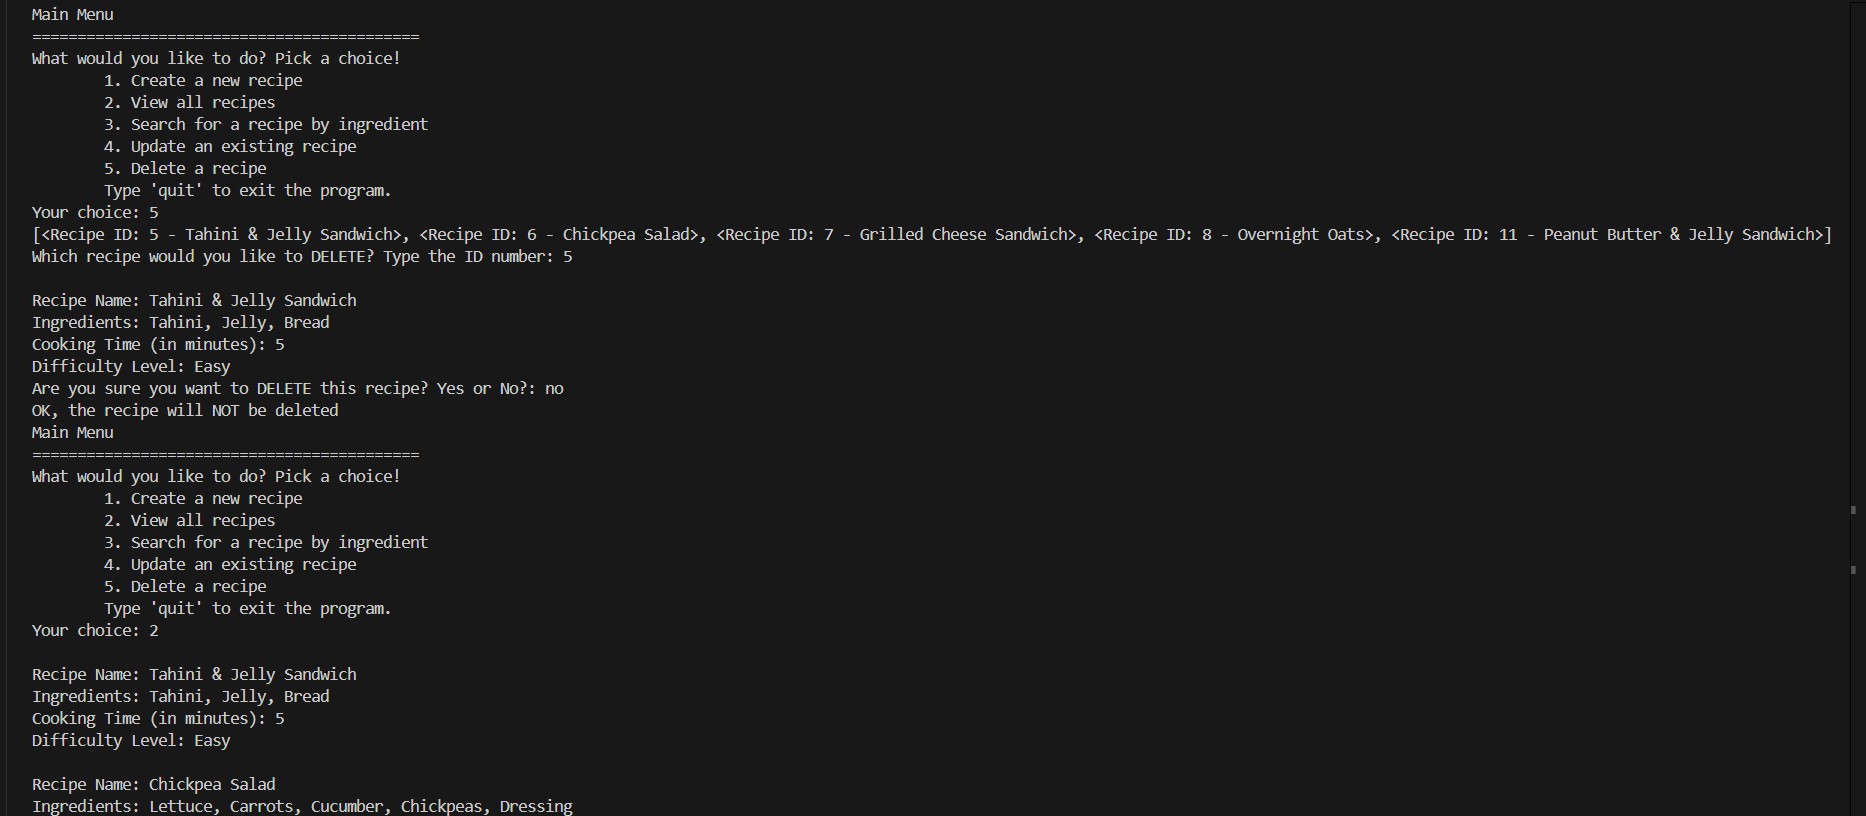 Main Menu
===========================================
What would you like to do? Pick a choice!
        1. Create a new recipe
        2. View all recipes
        3. Search for a recipe by ingredient
        4. Update an existing recipe
        5. Delete a recipe
        Type 'quit' to exit the program.
Your choice: 5
[<Recipe ID: 5 - Tahini & Jelly Sandwich>, <Recipe ID: 6 - Chickpea Salad>, <Recipe ID: 7 - Grilled Cheese Sandwich>, <Recipe ID: 8 - Overnight Oats>, <Recipe ID: 11 - Peanut Butter & Jelly Sandwich>]
Which recipe would you like to DELETE? Type the ID number: 5

Recipe Name: Tahini & Jelly Sandwich
Ingredients: Tahini, Jelly, Bread
Cooking Time (in minutes): 5
Difficulty Level: Easy
Are you sure you want to DELETE this recipe? Yes or No?: no
OK, the recipe will NOT be deleted
Main Menu
===========================================
What would you like to do? Pick a choice!
        1. Create a new recipe
        2. View all recipes
        3. Search for a recipe by ingredient
        4. Update an existing recipe
        5. Delete a recipe
        Type 'quit' to exit the program.
Your choice: 2

Recipe Name: Tahini & Jelly Sandwich
Ingredients: Tahini, Jelly, Bread
Cooking Time (in minutes): 5
Difficulty Level: Easy

Recipe Name: Chickpea Salad
Ingredients: Lettuce, Carrots, Cucumber, Chickpeas, Dressing